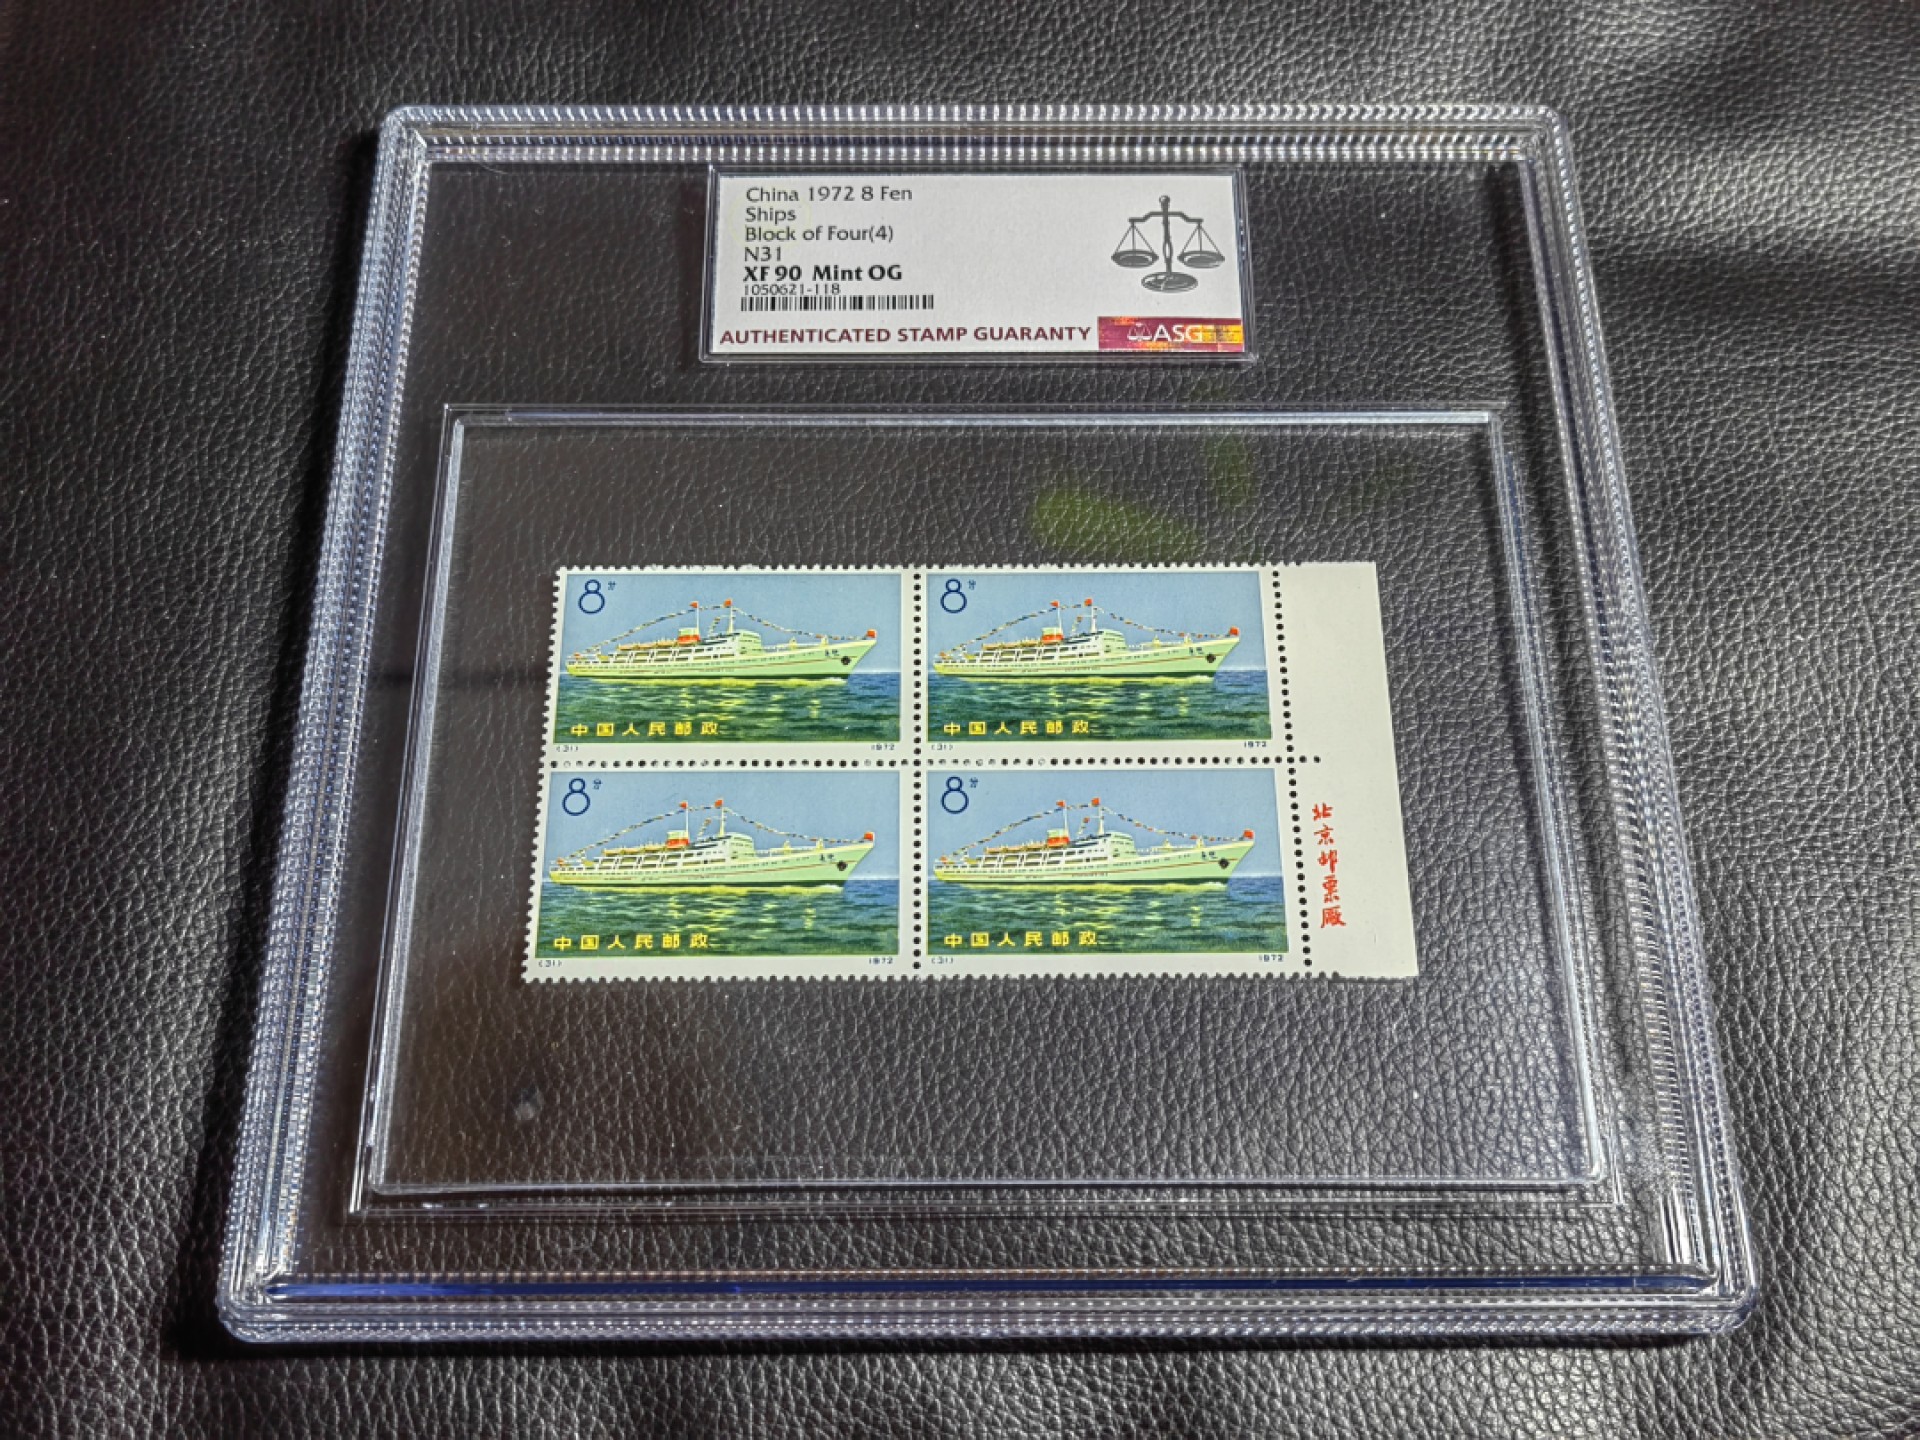 China 1972 8 Fen
Ships
Block of Four(4)
N31
XF 90 Mint OG
1050621-118
AUTHENTICATED STAMP GUARANTY ASG
8分
中国人民邮政
(31) 1972
8分
中国人民邮政
(31) 1972
8分
中国人民邮政
(31) 1972
8分
中国人民邮政
(31) 1972
北京邮票厂